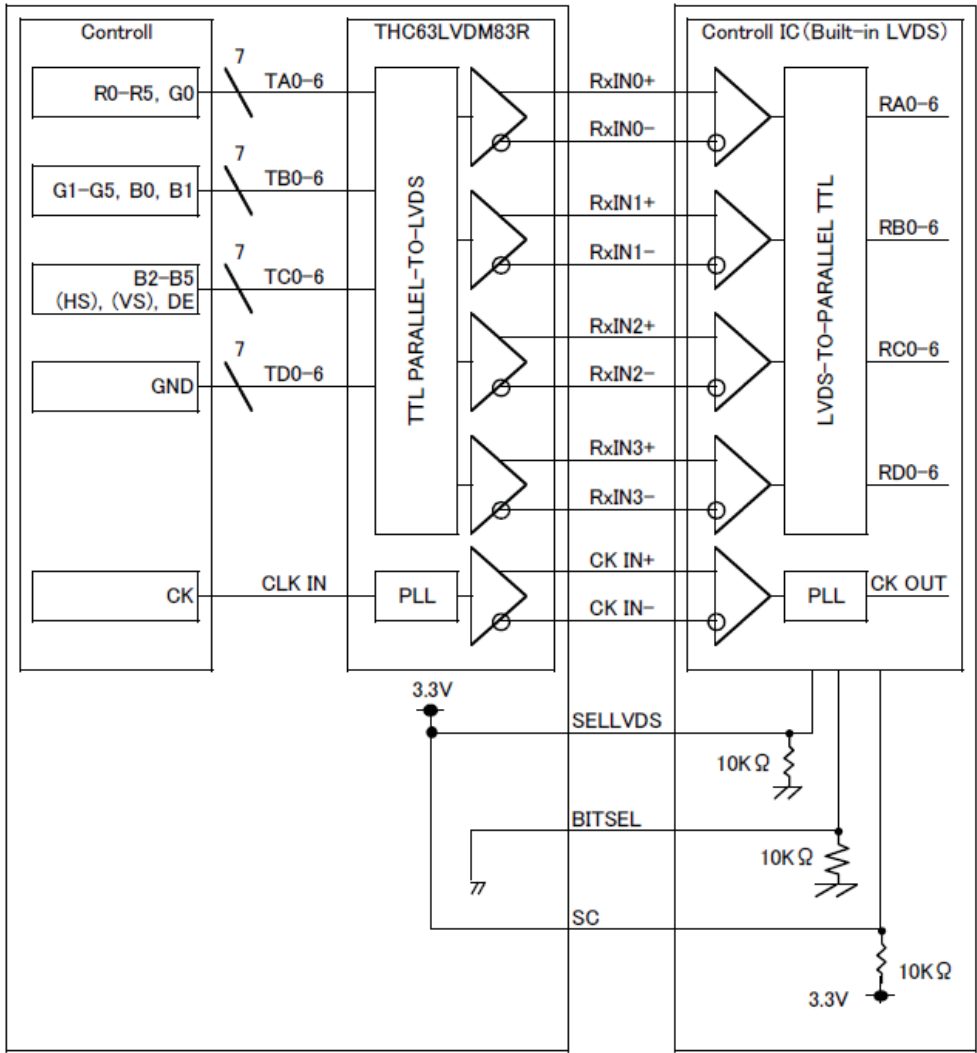 Controll
THC63LVDM83R
Controll IC(Built-in LVDS)
7
R0-R5, G0
TA0-6
RxIN0+
RxIN0-
RA0-6
7
G1-G5, B0, B1
TB0-6
RxIN1+
RxIN1-
RB0-6
7
B2-B5
(HS), (VS), DE
TC0-6
RxIN2+
RxIN2-
RC0-6
7
GND
TD0-6
RxIN3+
RxIN3-
RD0-6
TTL PARALLEL-TO-LVDS
LVDS-TO-PARALLEL TTL
CK
CLK IN
PLL
CK IN+
CK IN-
PLL
CK OUT
3.3V
SELLVDS
10KΩ
BITSEL
10KΩ
SC
10KΩ
3.3V